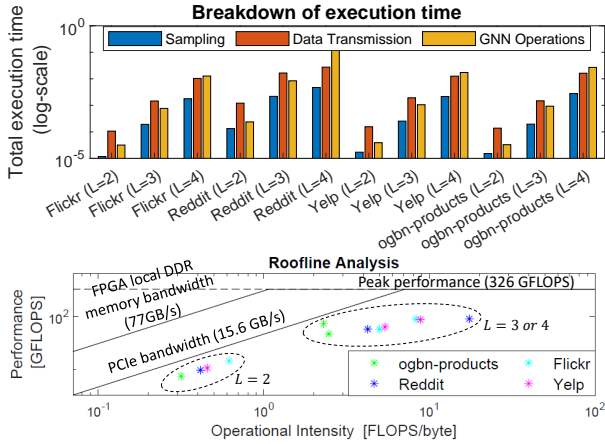 Breakdown of execution time
Total execution time
(log-scale)
10^0
10^-5
Sampling
Data Transmission
GNN Operations
Flickr (L=2)
Flickr (L=3)
Flickr (L=4)
Reddit (L=2)
Reddit (L=3)
Reddit (L=4)
Yelp (L=2)
Yelp (L=3)
Yelp (L=4)
ogbn-products (L=2)
ogbn-products (L=3)
ogbn-products (L=4)
Roofline Analysis
Performance
[GFLOPS]
10^2
FPGA local DDR
memory bandwidth
(77GB/s)
PCIe bandwidth (15.6 GB/s)
Peak performance (326 GFLOPS)
L = 3 or 4
L = 2
ogbn-products
Reddit
Flickr
Yelp
10^-1
10^0
10^1
10^2
Operational Intensity [FLOPS/byte]